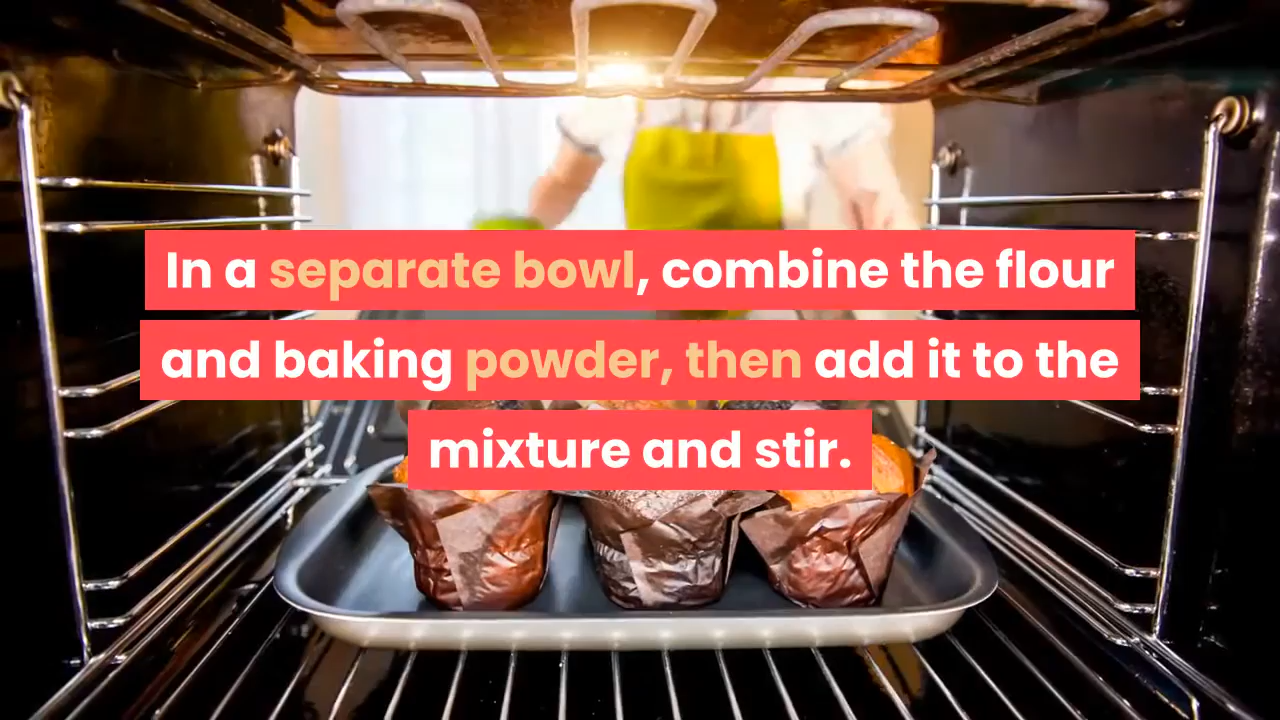 In a separate bowl, combine the flour
and baking powder, then add it to the
mixture and stir.